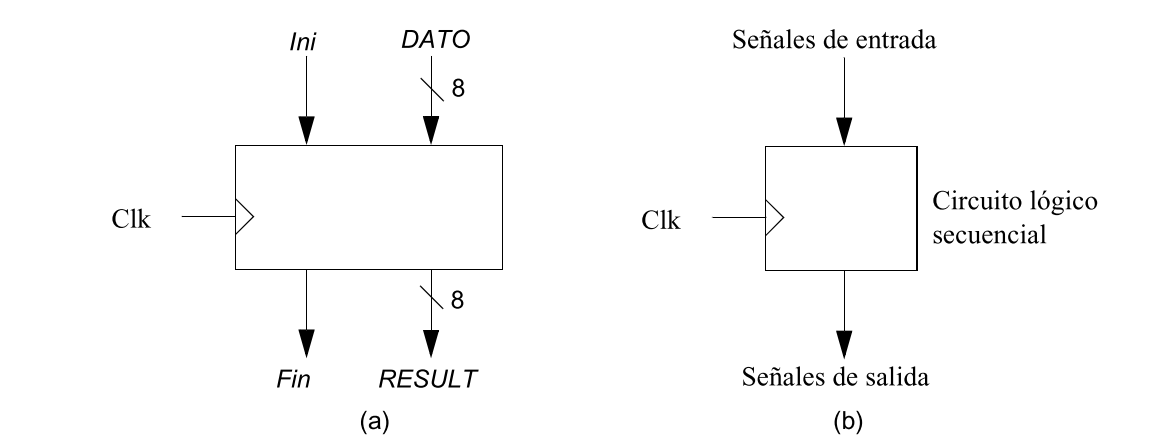 Ini
DATO
8
Clk
8
Fin
RESULT
(a)
Señales de entrada
Clk
Circuito lógico
secuencial
Señales de salida
(b)